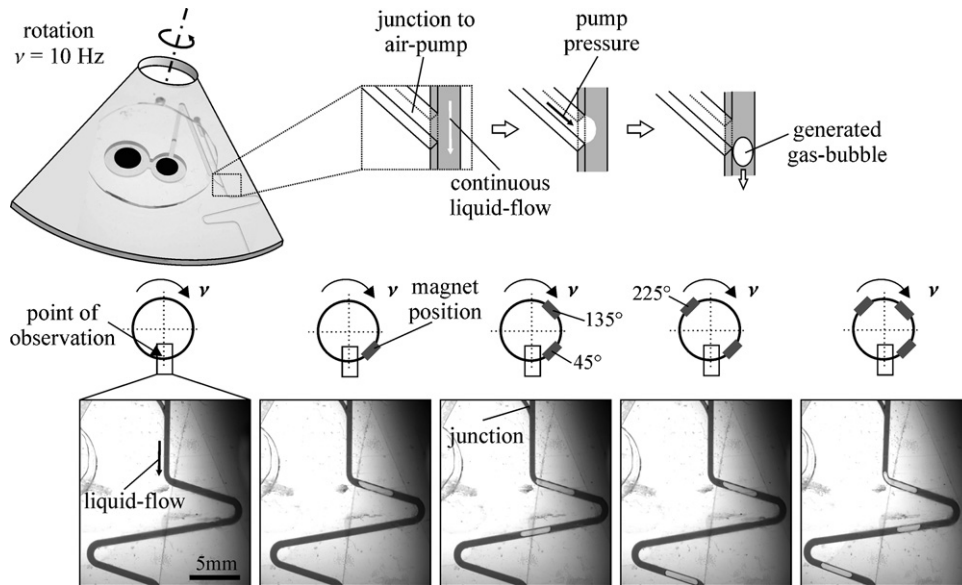 rotation
ν = 10 Hz
junction to
air-pump
pump
pressure
generated
gas-bubble
continuous
liquid-flow
point of
observation
ν
ν
magnet
position
ν
135°
45°
225°
ν
ν
liquid-flow
5mm
junction